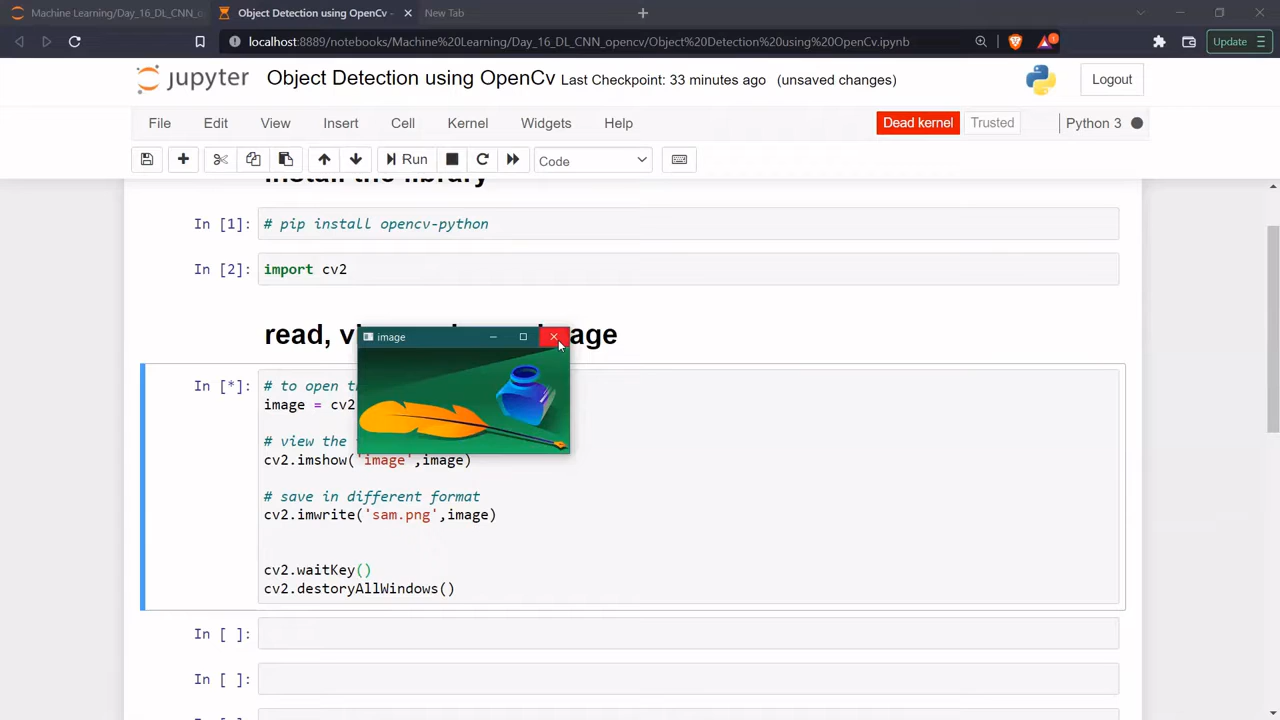 Machine Learning/Day_16_DL_CNN_o
Object Detection using OpenCv -
New Tab
localhost:8889/notebooks/Machine%20Learning/Day_16_DL_CNN_opencv/Object%20Detection%20using%20OpenCv.ipynb
Update
jupyter Object Detection using OpenCv Last Checkpoint: 33 minutes ago (unsaved changes)
Logout
File Edit View Insert Cell Kernel Widgets Help
Dead kernel Trusted Python 3
Run Code
install the library
In [1]: # pip install opencv-python
In [2]: import cv2
read, v
age
image
In [*]: # to open t
image = cv2
# view the
cv2.imshow('image',image)
# save in different format
cv2.imwrite('sam.png',image)
cv2.waitKey()
cv2.destoryAllWindows()
In [ ]:
In [ ]: